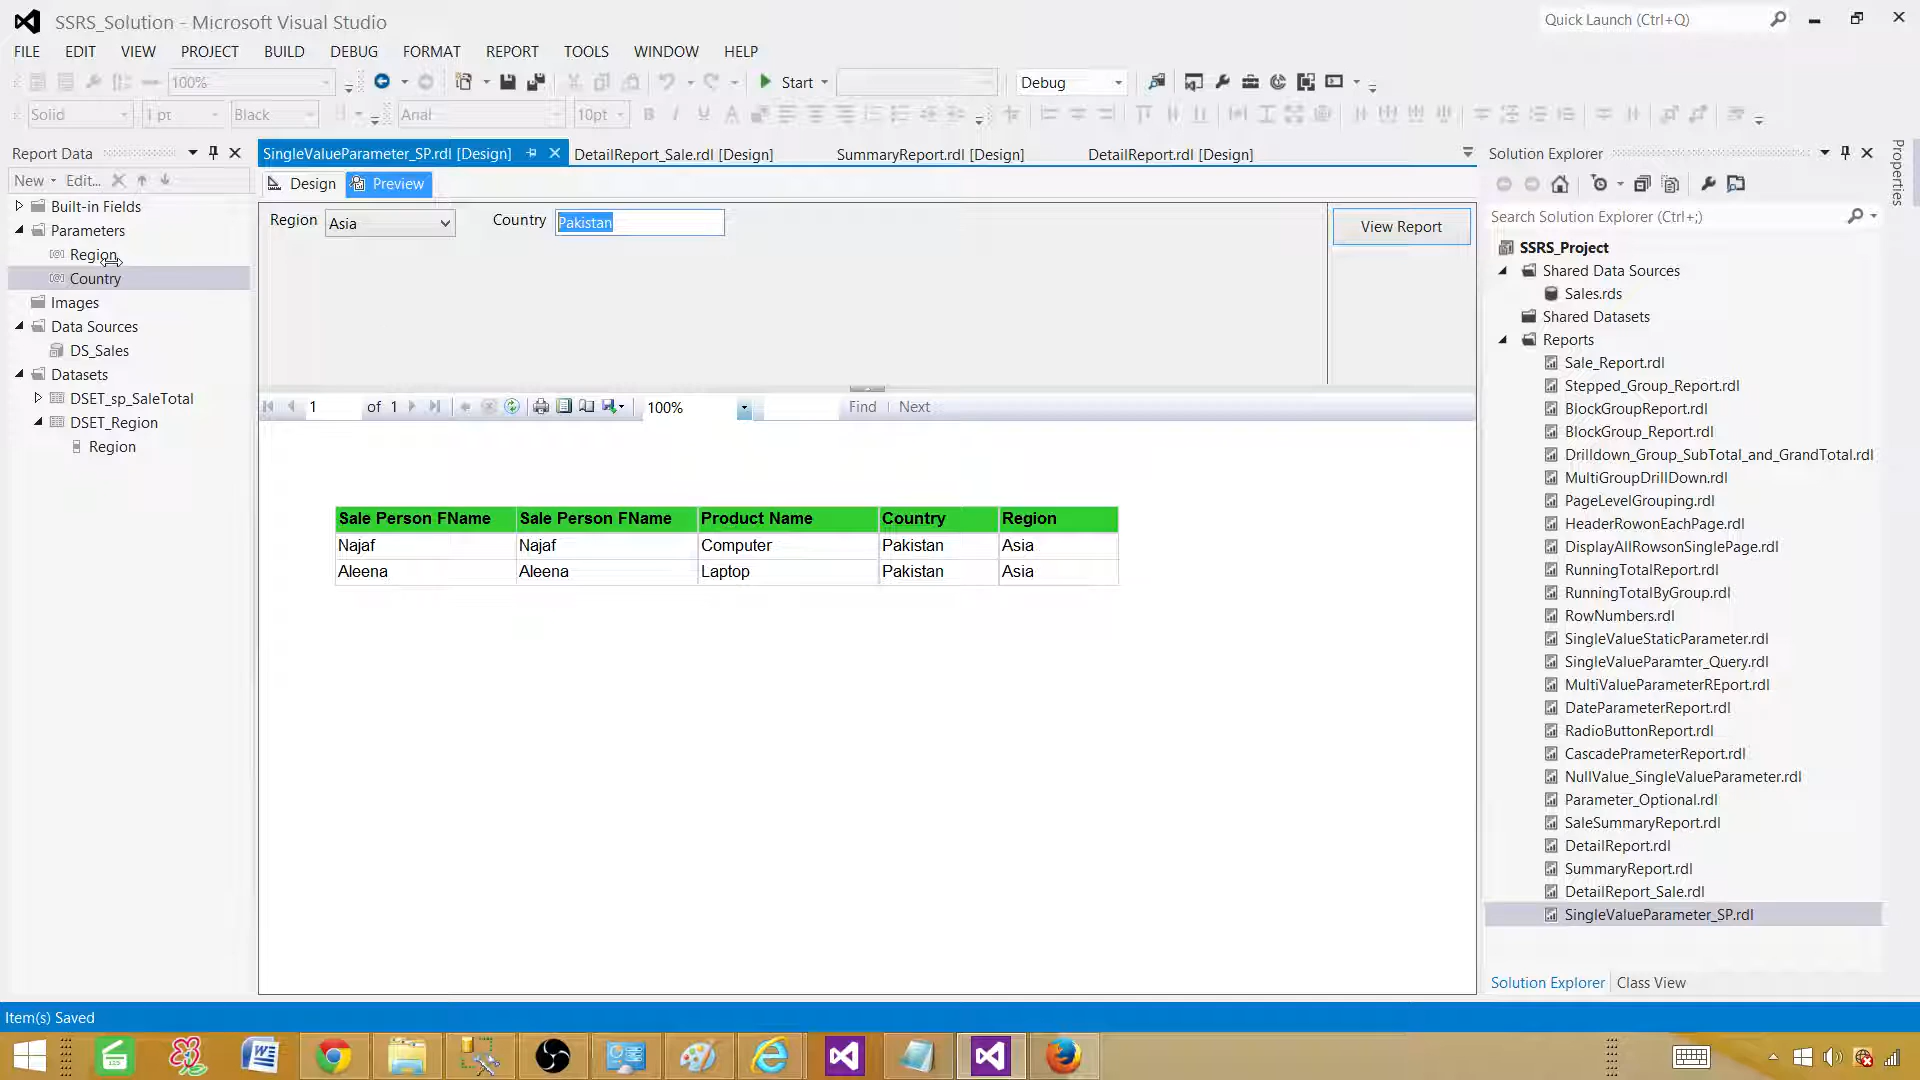 SSRS_Solution - Microsoft Visual Studio
Quick Launch (Ctrl+Q)
FILE EDIT VIEW PROJECT BUILD DEBUG FORMAT REPORT TOOLS WINDOW HELP
100%
Start
Debug
Solid 1 pt Black Arial 10pt B I U A
Report Data
SingleValueParameter_SP.rdl [Design] DetailReport_Sale.rdl [Design] SummaryReport.rdl [Design] DetailReport.rdl [Design]
Solution Explorer
Properties
New Edit...
Design Preview
Built-in Fields
Parameters
Region
Country
Images
Data Sources
DS_Sales
Datasets
DSET_sp_SaleTotal
DSET_Region
Region
Region Asia Country Pakistan View Report
1 of 1 100% Find Next
Sale Person FName Sale Person FName Product Name Country Region
Najaf Najaf Computer Pakistan Asia
Aleena Aleena Laptop Pakistan Asia
Search Solution Explorer (Ctrl+;)
SSRS_Project
Shared Data Sources
Sales.rds
Shared Datasets
Reports
Sale_Report.rdl
Stepped_Group_Report.rdl
BlockGroupReport.rdl
BlockGroup_Report.rdl
Drilldown_Group_SubTotal_and_GrandTotal.rdl
MultiGroupDrillDown.rdl
PageLevelGrouping.rdl
HeaderRowonEachPage.rdl
DisplayAllRowsonSinglePage.rdl
RunningTotalReport.rdl
RunningTotalByGroup.rdl
RowNumbers.rdl
SingleValueStaticParameter.rdl
SingleValueParamter_Query.rdl
MultiValueParameterREport.rdl
DateParameterReport.rdl
RadioButtonReport.rdl
CascadePrameterReport.rdl
NullValue_SingleValueParameter.rdl
Parameter_Optional.rdl
SaleSummaryReport.rdl
DetailReport.rdl
SummaryReport.rdl
DetailReport_Sale.rdl
SingleValueParameter_SP.rdl
Solution Explorer Class View
Item(s) Saved